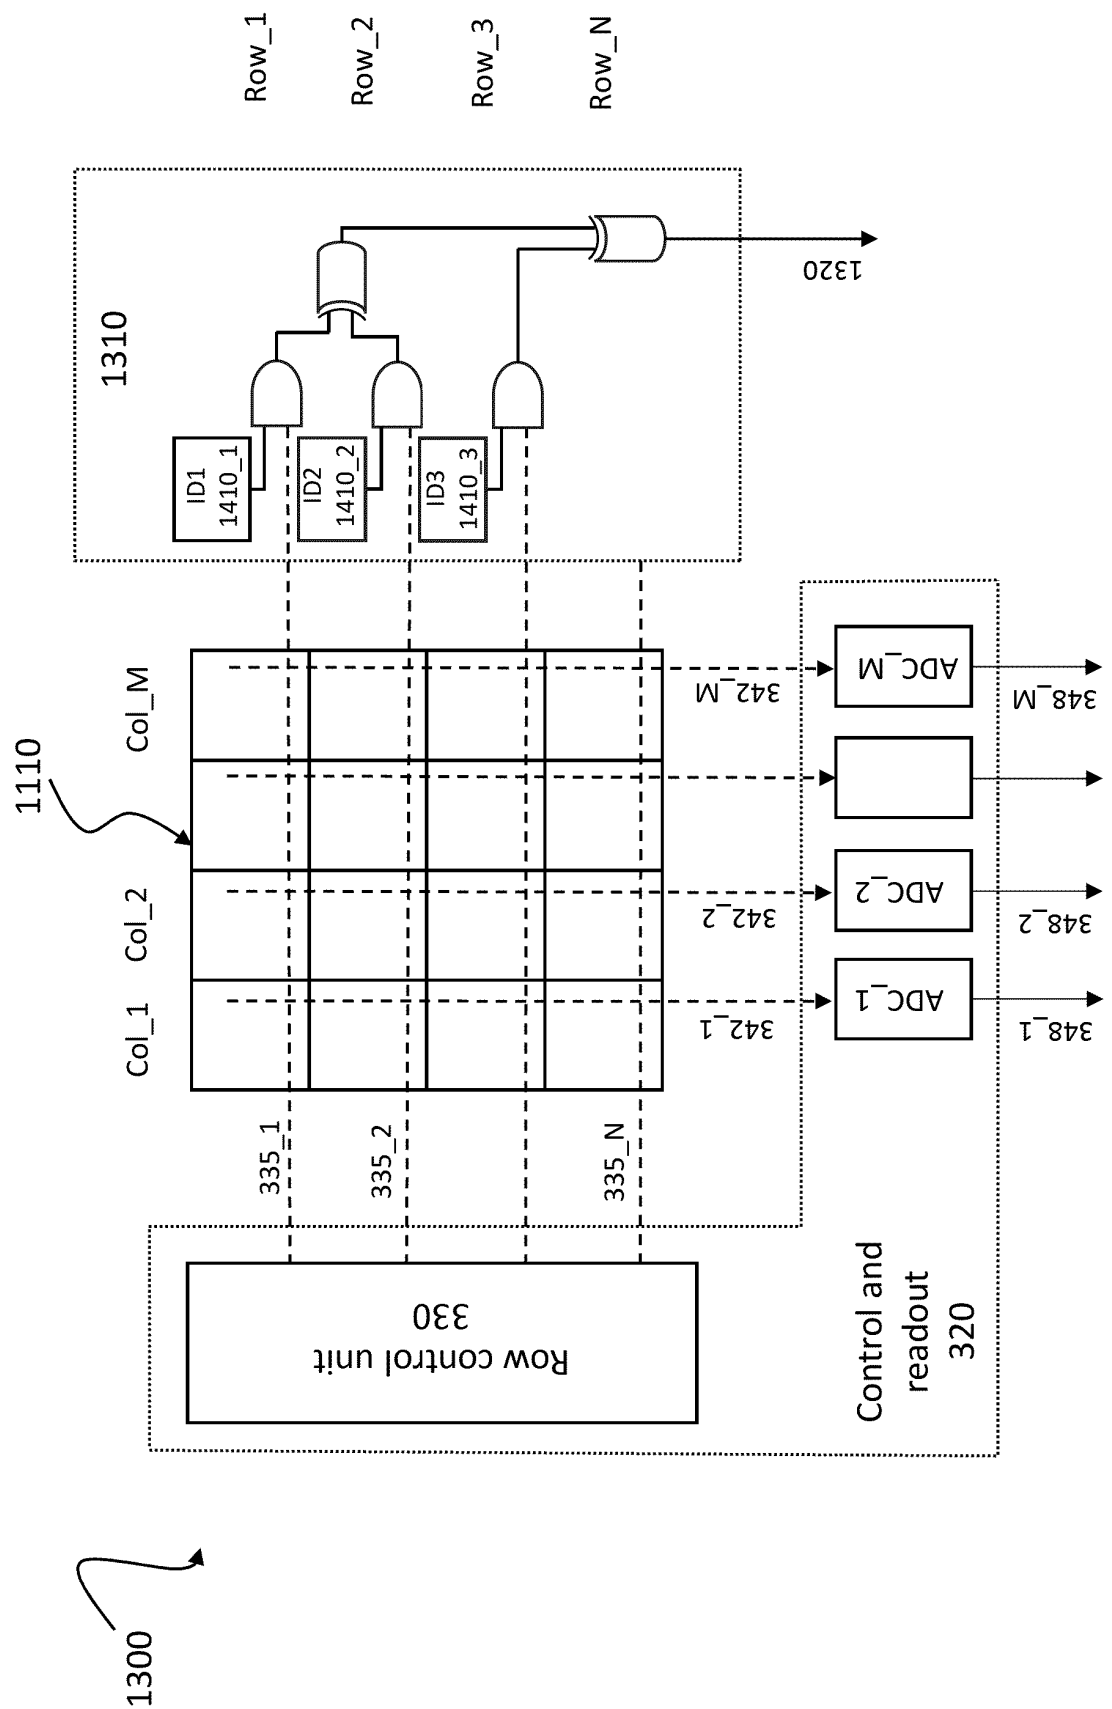 1300
1110
1310
Col_1
Col_2
Col_M
Row_1
Row_2
Row_3
Row_N
ID1
1410_1
ID2
1410_2
ID3
1410_3
335_1
335_2
335_N
Row control unit
330
342_1
342_2
342_M
1320
ADC_1
ADC_2
ADC_M
348_1
348_2
348_M
Control and
readout
320